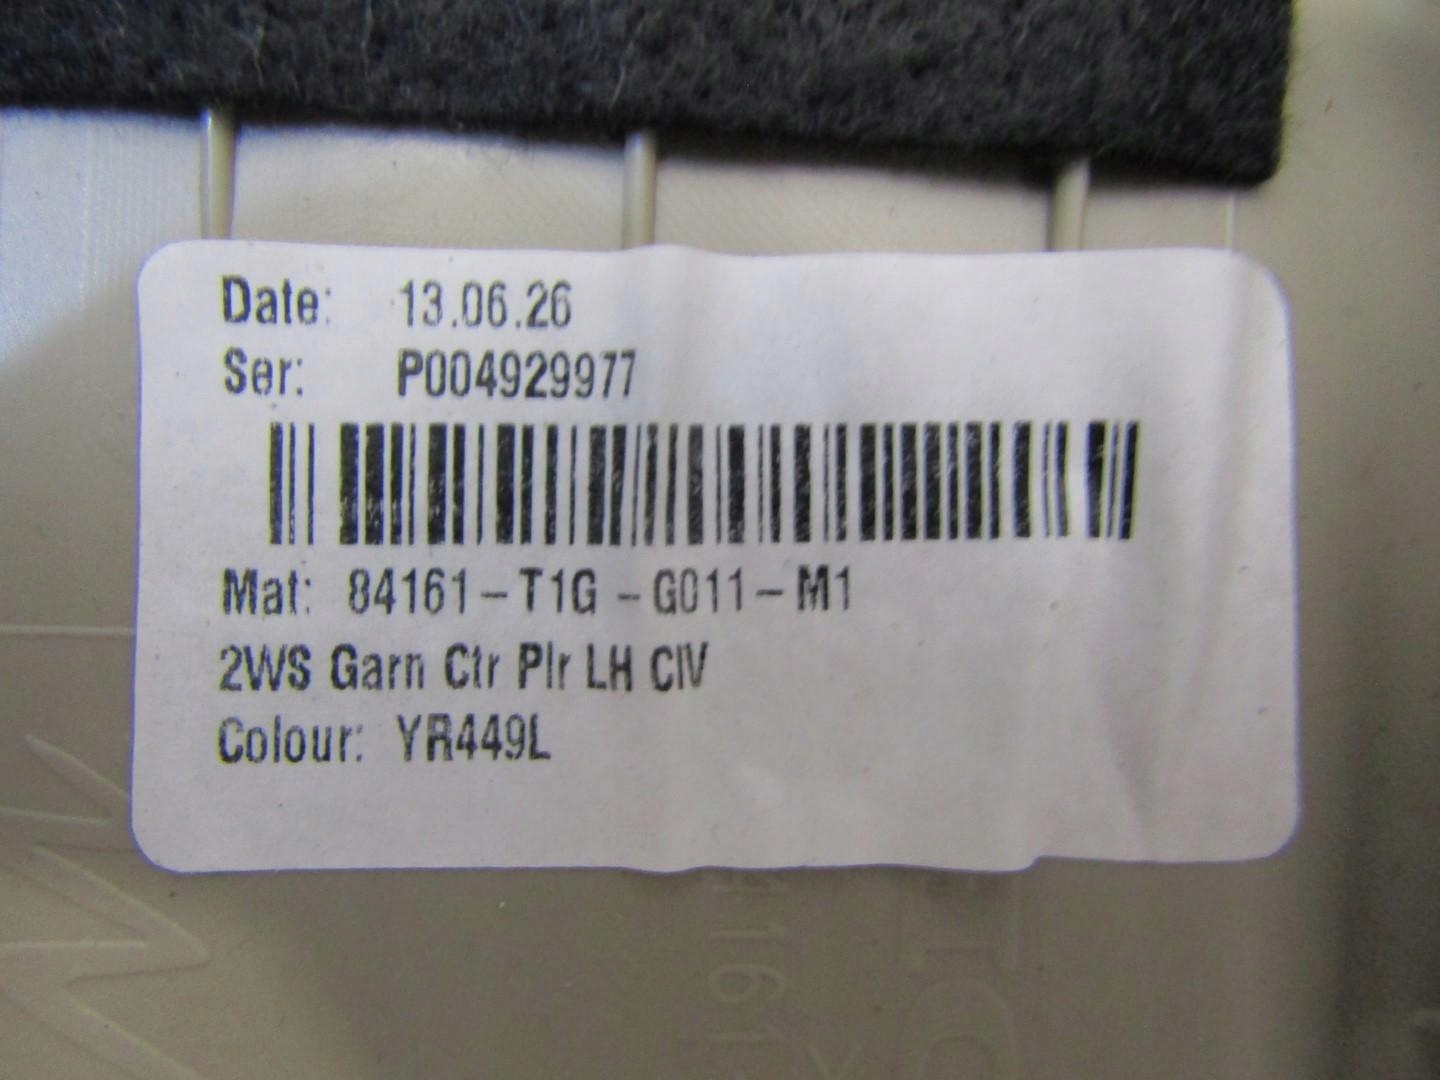 Date: 13.06.26
Ser: P004929977
Mat: 84161-T1G -G011-M1
2WS Garn Ctr Plr LH CIV
Colour: YR449L